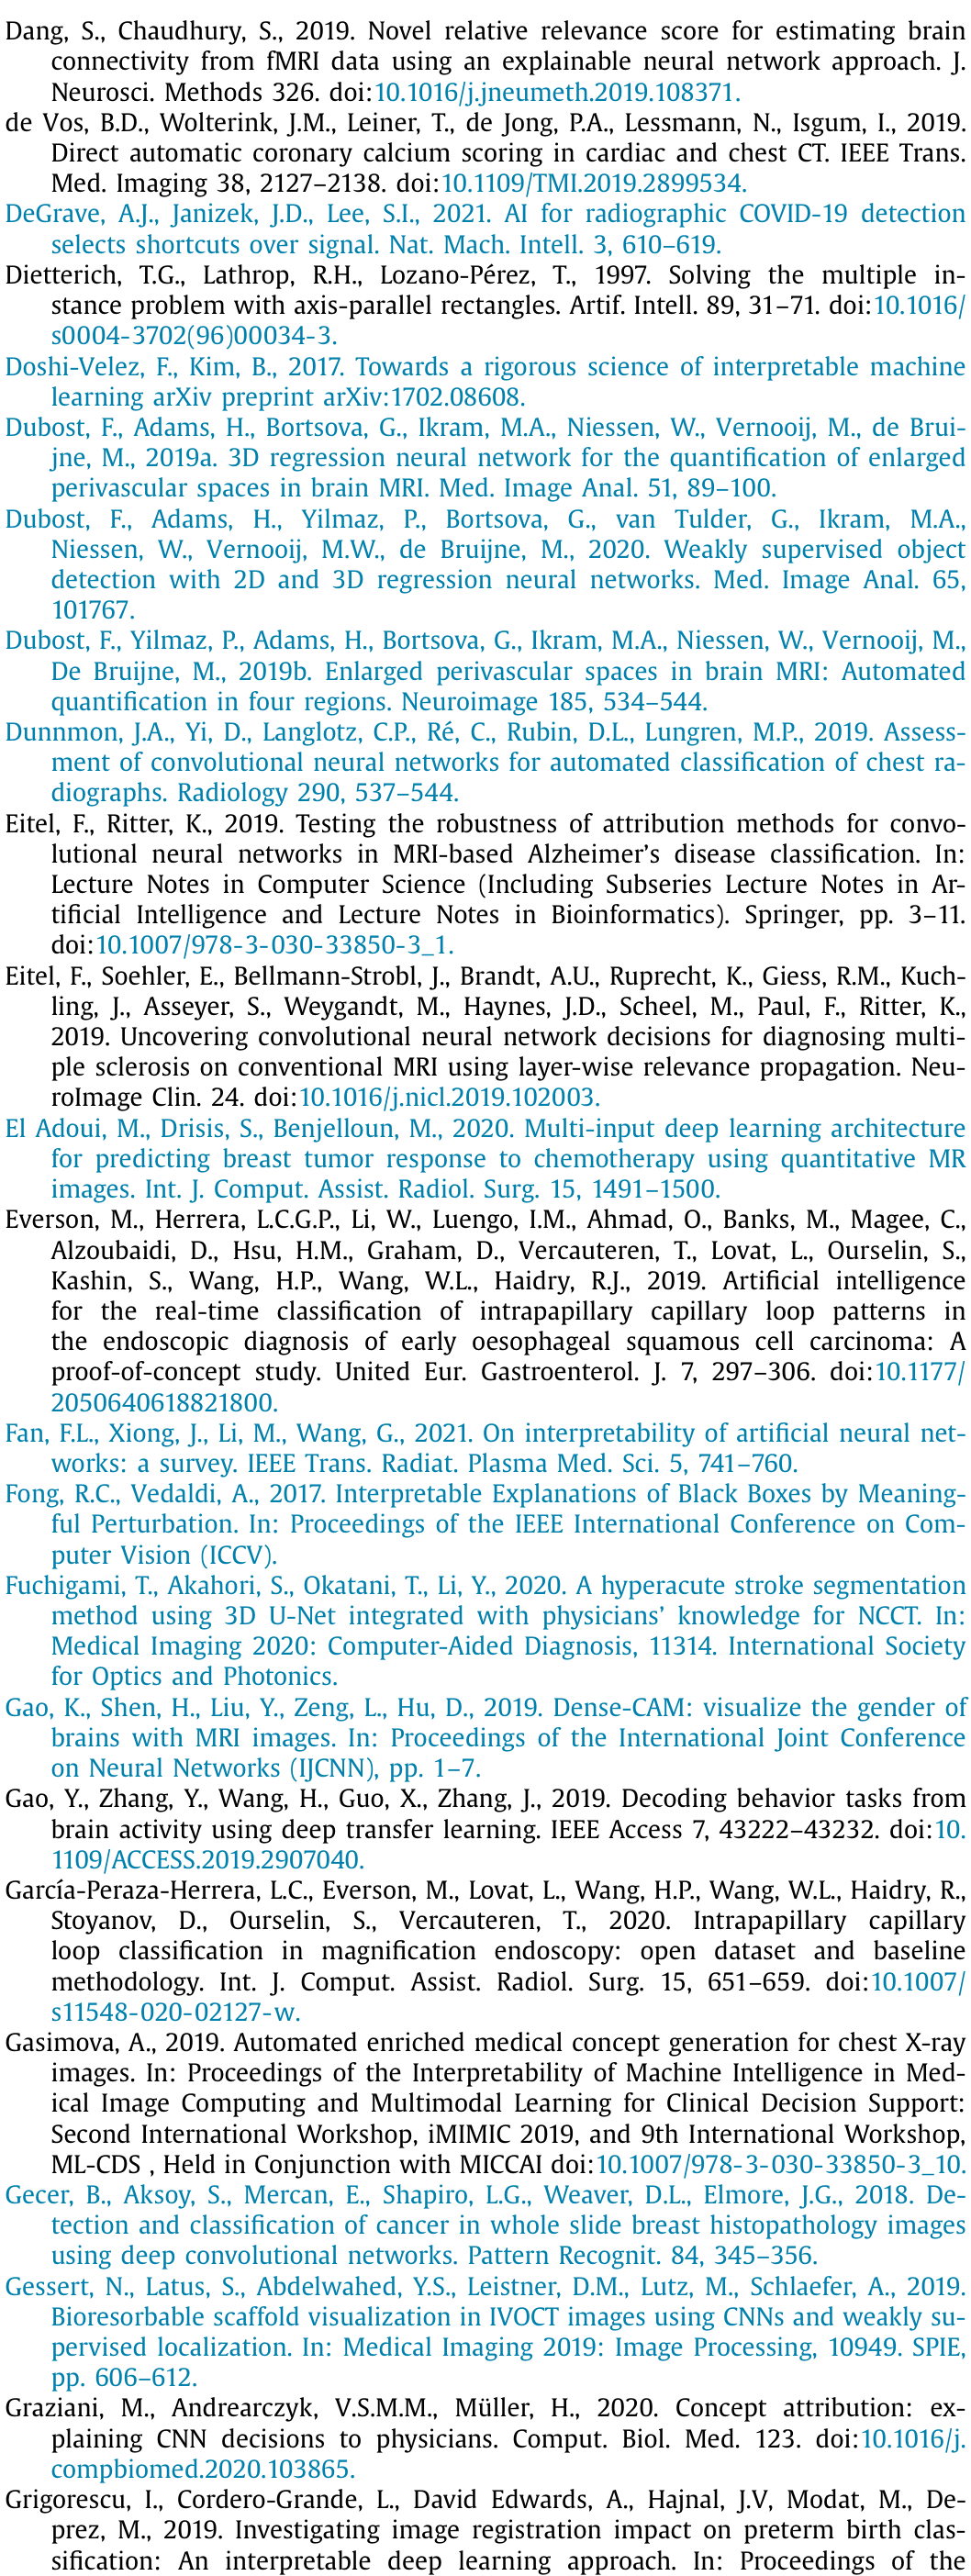 Dang, S., Chaudhury, S., 2019. Novel relative relevance score for estimating brain
connectivity from fMRI data using an explainable neural network approach. J.
Neurosci. Methods 326. doi:10.1016/j.jneumeth.2019.108371.
de Vos, B.D., Wolterink, J.M., Leiner, T., de Jong, P.A., Lessmann, N., Isgum, I., 2019.
Direct automatic coronary calcium scoring in cardiac and chest CT. IEEE Trans.
Med. Imaging 38, 2127–2138. doi:10.1109/TMI.2019.2899534.
DeGrave, A.J., Janizek, J.D., Lee, S.I., 2021. AI for radiographic COVID-19 detection
selects shortcuts over signal. Nat. Mach. Intell. 3, 610–619.
Dietterich, T.G., Lathrop, R.H., Lozano-Pérez, T., 1997. Solving the multiple in-
stance problem with axis-parallel rectangles. Artif. Intell. 89, 31–71. doi:10.1016/
s0004-3702(96)00034-3.
Doshi-Velez, F., Kim, B., 2017. Towards a rigorous science of interpretable machine
learning arXiv preprint arXiv:1702.08608.
Dubost, F., Adams, H., Bortsova, G., Ikram, M.A., Niessen, W., Vernooij, M., de Brui-
jne, M., 2019a. 3D regression neural network for the quantification of enlarged
perivascular spaces in brain MRI. Med. Image Anal. 51, 89–100.
Dubost, F., Adams, H., Yilmaz, P., Bortsova, G., van Tulder, G., Ikram, M.A.,
Niessen, W., Vernooij, M.W., de Bruijne, M., 2020. Weakly supervised object
detection with 2D and 3D regression neural networks. Med. Image Anal. 65,
101767.
Dubost, F., Yilmaz, P., Adams, H., Bortsova, G., Ikram, M.A., Niessen, W., Vernooij, M.,
De Bruijne, M., 2019b. Enlarged perivascular spaces in brain MRI: Automated
quantification in four regions. Neuroimage 185, 534–544.
Dunnmon, J.A., Yi, D., Langlotz, C.P., Ré, C., Rubin, D.L., Lungren, M.P., 2019. Assess-
ment of convolutional neural networks for automated classification of chest ra-
diographs. Radiology 290, 537–544.
Eitel, F., Ritter, K., 2019. Testing the robustness of attribution methods for convo-
lutional neural networks in MRI-based Alzheimer's disease classification. In:
Lecture Notes in Computer Science (Including Subseries Lecture Notes in Ar-
tificial Intelligence and Lecture Notes in Bioinformatics). Springer, pp. 3–11.
doi:10.1007/978-3-030-33850-3_1.
Eitel, F., Soehler, E., Bellmann-Strobl, J., Brandt, A.U., Ruprecht, K., Giess, R.M., Kuch-
ling, J., Asseyer, S., Weygandt, M., Haynes, J.D., Scheel, M., Paul, F., Ritter, K.,
2019. Uncovering convolutional neural network decisions for diagnosing multi-
ple sclerosis on conventional MRI using layer-wise relevance propagation. Neu-
roImage Clin. 24. doi:10.1016/j.nicl.2019.102003.
El Adoui, M., Drisis, S., Benjelloun, M., 2020. Multi-input deep learning architecture
for predicting breast tumor response to chemotherapy using quantitative MR
images. Int. J. Comput. Assist. Radiol. Surg. 15, 1491–1500.
Everson, M., Herrera, L.C.G.P., Li, W., Luengo, I.M., Ahmad, O., Banks, M., Magee, C.,
Alzoubaidi, D., Hsu, H.M., Graham, D., Vercauteren, T., Lovat, L., Ourselin, S.,
Kashin, S., Wang, H.P., Wang, W.L., Haidry, R.J., 2019. Artificial intelligence
for the real-time classification of intrapapillary capillary loop patterns in
the endoscopic diagnosis of early oesophageal squamous cell carcinoma: A
proof-of-concept study. United Eur. Gastroenterol. J. 7, 297–306. doi:10.1177/
2050640618821800.
Fan, F.L., Xiong, J., Li, M., Wang, G., 2021. On interpretability of artificial neural net-
works: a survey. IEEE Trans. Radiat. Plasma Med. Sci. 5, 741–760.
Fong, R.C., Vedaldi, A., 2017. Interpretable Explanations of Black Boxes by Meaning-
ful Perturbation. In: Proceedings of the IEEE International Conference on Com-
puter Vision (ICCV).
Fuchigami, T., Akahori, S., Okatani, T., Li, Y., 2020. A hyperacute stroke segmentation
method using 3D U-Net integrated with physicians' knowledge for NCCT. In:
Medical Imaging 2020: Computer-Aided Diagnosis, 11314. International Society
for Optics and Photonics.
Gao, K., Shen, H., Liu, Y., Zeng, L., Hu, D., 2019. Dense-CAM: visualize the gender of
brains with MRI images. In: Proceedings of the International Joint Conference
on Neural Networks (IJCNN), pp. 1–7.
Gao, Y., Zhang, Y., Wang, H., Guo, X., Zhang, J., 2019. Decoding behavior tasks from
brain activity using deep transfer learning. IEEE Access 7, 43222–43232. doi:10.
1109/ACCESS.2019.2907040.
García-Peraza-Herrera, L.C., Everson, M., Lovat, L., Wang, H.P., Wang, W.L., Haidry, R.,
Stoyanov, D., Ourselin, S., Vercauteren, T., 2020. Intrapapillary capillary
loop classification in magnification endoscopy: open dataset and baseline
methodology. Int. J. Comput. Assist. Radiol. Surg. 15, 651–659. doi:10.1007/
s11548-020-02127-w.
Gasimova, A., 2019. Automated enriched medical concept generation for chest X-ray
images. In: Proceedings of the Interpretability of Machine Intelligence in Med-
ical Image Computing and Multimodal Learning for Clinical Decision Support:
Second International Workshop, iMIMIC 2019, and 9th International Workshop,
ML-CDS , Held in Conjunction with MICCAI doi:10.1007/978-3-030-33850-3_10.
Gecer, B., Aksoy, S., Mercan, E., Shapiro, L.G., Weaver, D.L., Elmore, J.G., 2018. De-
tection and classification of cancer in whole slide breast histopathology images
using deep convolutional networks. Pattern Recognit. 84, 345–356.
Gessert, N., Latus, S., Abdelwahed, Y.S., Leistner, D.M., Lutz, M., Schlaefer, A., 2019.
Bioresorbable scaffold visualization in IVOCT images using CNNs and weakly su-
pervised localization. In: Medical Imaging 2019: Image Processing, 10949. SPIE,
pp. 606–612.
Graziani, M., Andrearczyk, V.S.M.M., Müller, H., 2020. Concept attribution: ex-
plaining CNN decisions to physicians. Comput. Biol. Med. 123. doi:10.1016/j.
compbiomed.2020.103865.
Grigorescu, I., Cordero-Grande, L., David Edwards, A., Hajnal, J.V, Modat, M., De-
prez, M., 2019. Investigating image registration impact on preterm birth clas-
sification: An interpretable deep learning approach. In: Proceedings of the